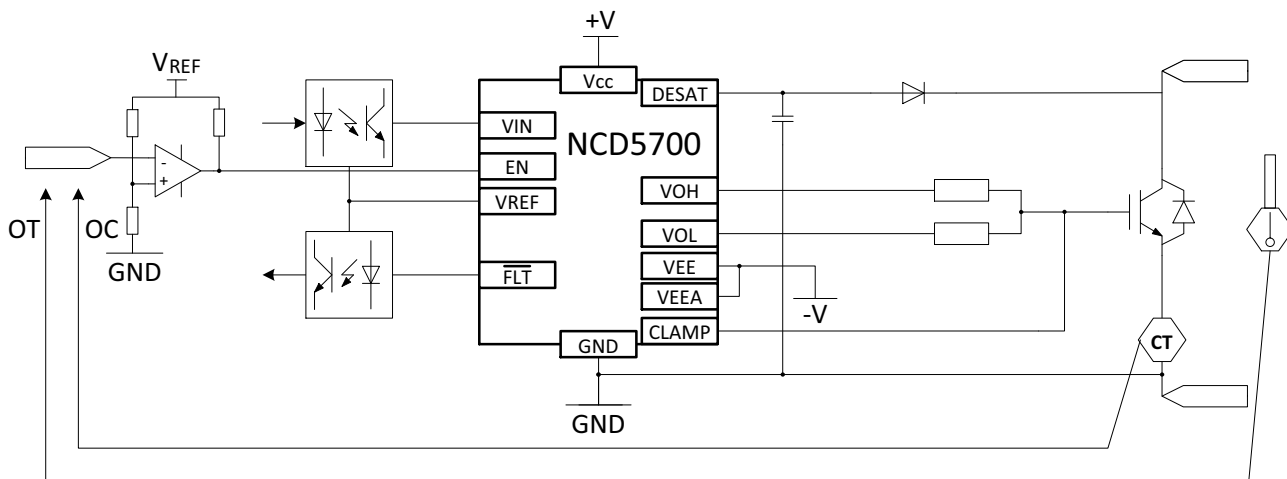 +V
VREF
Vcc
DESAT
VIN
NCD5700
EN
VREF
VOH
OT
OC
VOL
GND
VEE
FLT
VEEA
-V
CLAMP
GND
CT
GND